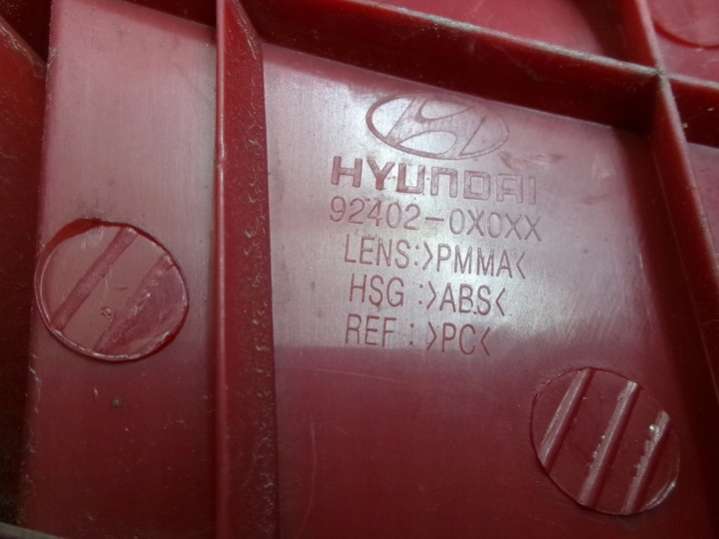 HYUNDAI
92402-0X0XX
LENS:>PMMA<
HSG :>ABS<
REF : >PC<